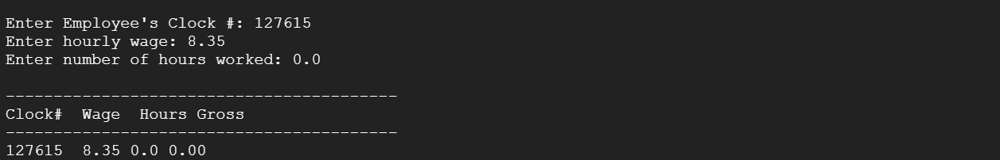 Enter Employee's Clock #: 127615
Enter hourly wage: 8.35
Enter number of hours worked: 0.0
-----------------------------------------
Clock#  Wage  Hours Gross
-----------------------------------------
127615  8.35 0.0 0.00